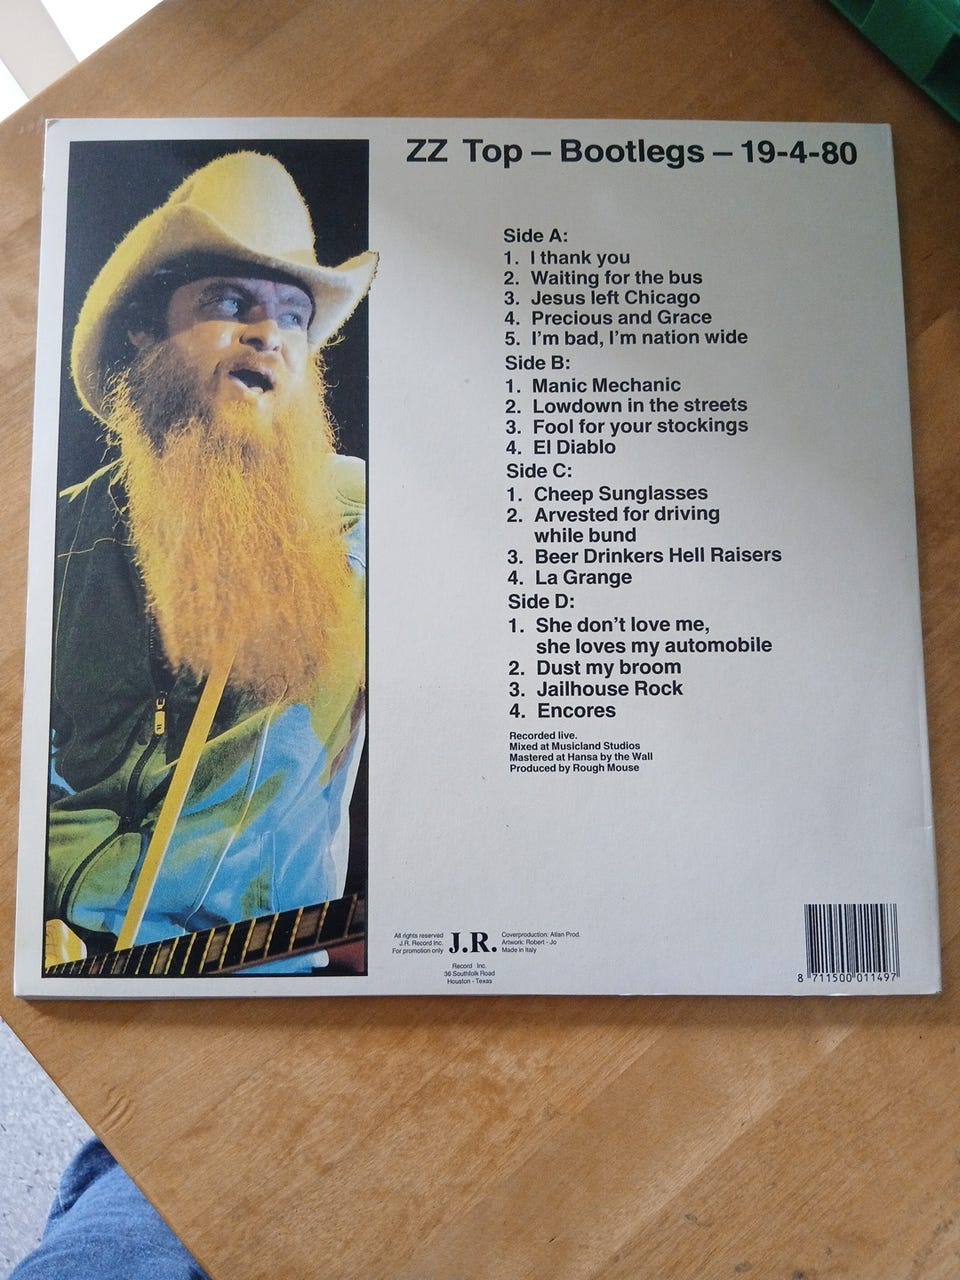 ZZ Top – Bootlegs – 19-4-80
Side A:
1. I thank you
2. Waiting for the bus
3. Jesus left Chicago
4. Precious and Grace
5. I'm bad, I'm nation wide
Side B:
1. Manic Mechanic
2. Lowdown in the streets
3. Fool for your stockings
4. El Diablo
Side C:
1. Cheep Sunglasses
2. Arvested for driving
while bund
3. Beer Drinkers Hell Raisers
4. La Grange
Side D:
1. She don't love me,
she loves my automobile
2. Dust my broom
3. Jailhouse Rock
4. Encores
Recorded live.
Mixed at Musicland Studios
Mastered at Hansa by the Wall
Produced by Rough Mouse
All rights reserved
J.R. Record Inc.
For promotion only
J.R.
Record Inc.
36 Southfolk Road
Houston - Texas
Coverproduction: Allan Prod.
Artwork: Robert - Jo
Made in Italy
8 711500 011497